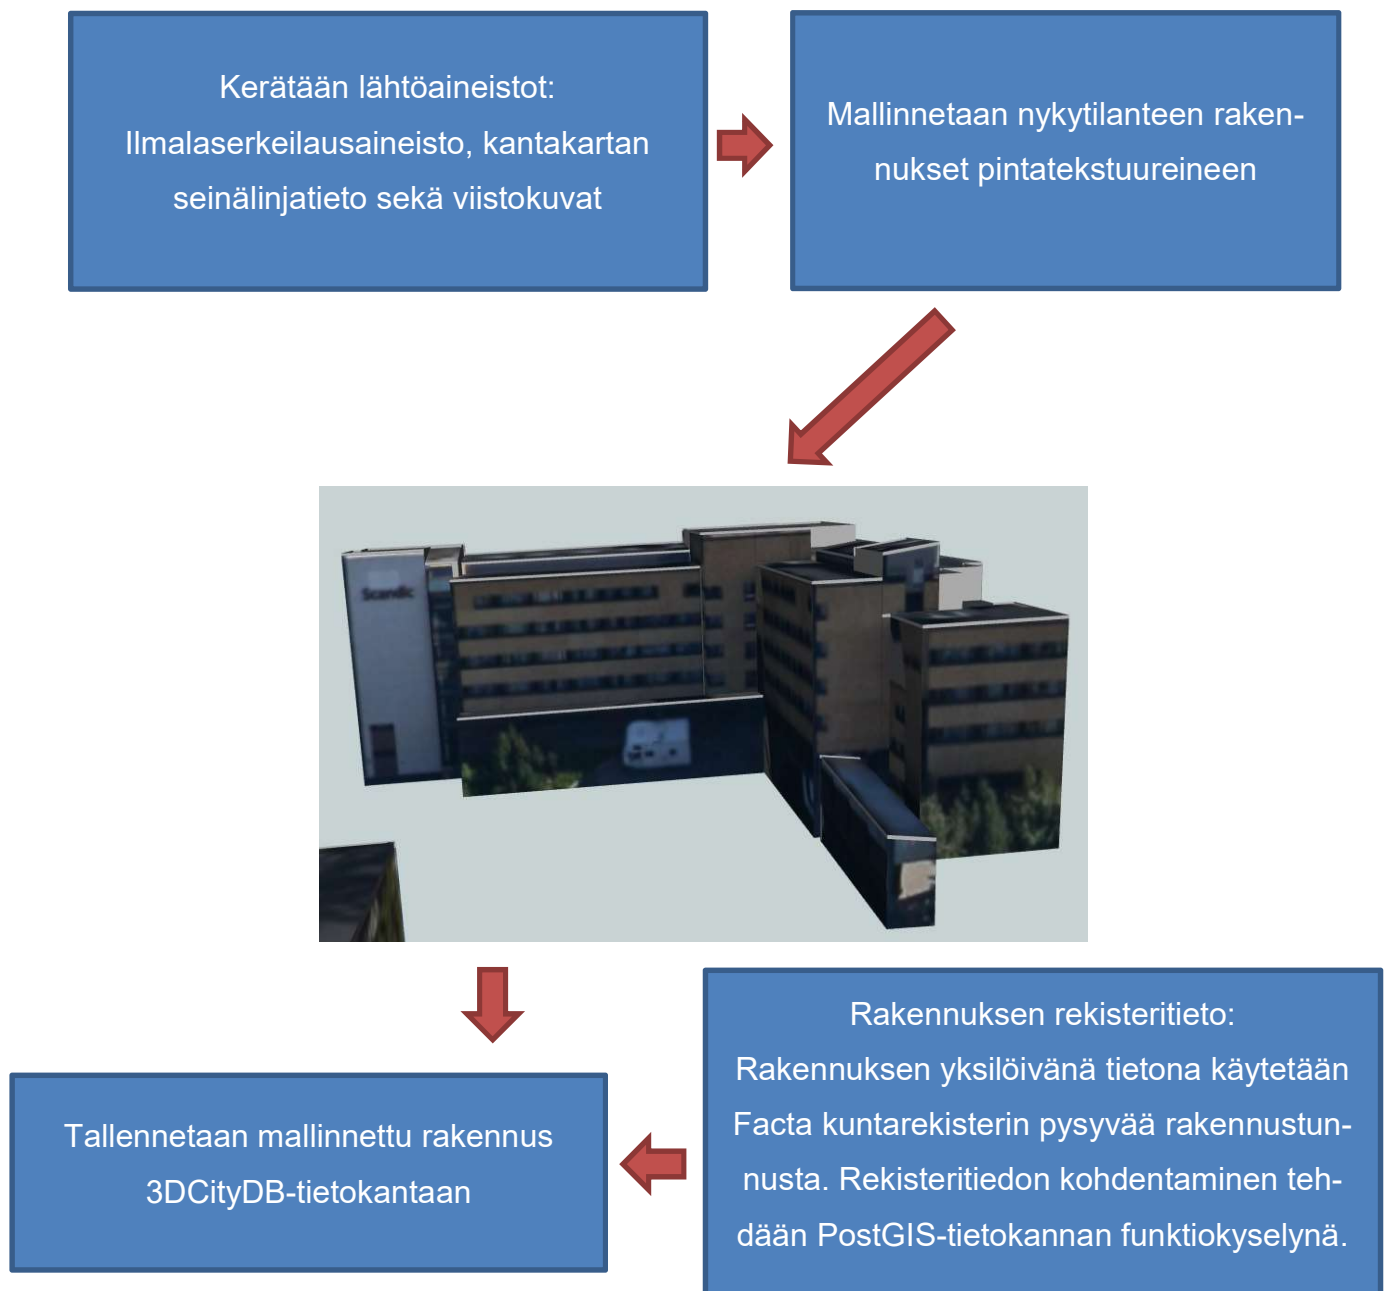 Kerätään lähtöaineistot:
Ilmalaserkeilausaineisto, kantakartan
seinälinjatieto sekä viistokuvat
Mallinnetaan nykytilanteen raken-
nukset pintatekstuureineen
Scandic
Tallennetaan mallinnettu rakennus
3DCityDB-tietokantaan
Rakennuksen rekisteritieto:
Rakennuksen yksilöivänä tietona käytetään
Facta kuntarekisterin pysyvää rakennustun-
nusta. Rekisteritiedon kohdentaminen teh-
dään PostGIS-tietokannan funktiokyselynä.